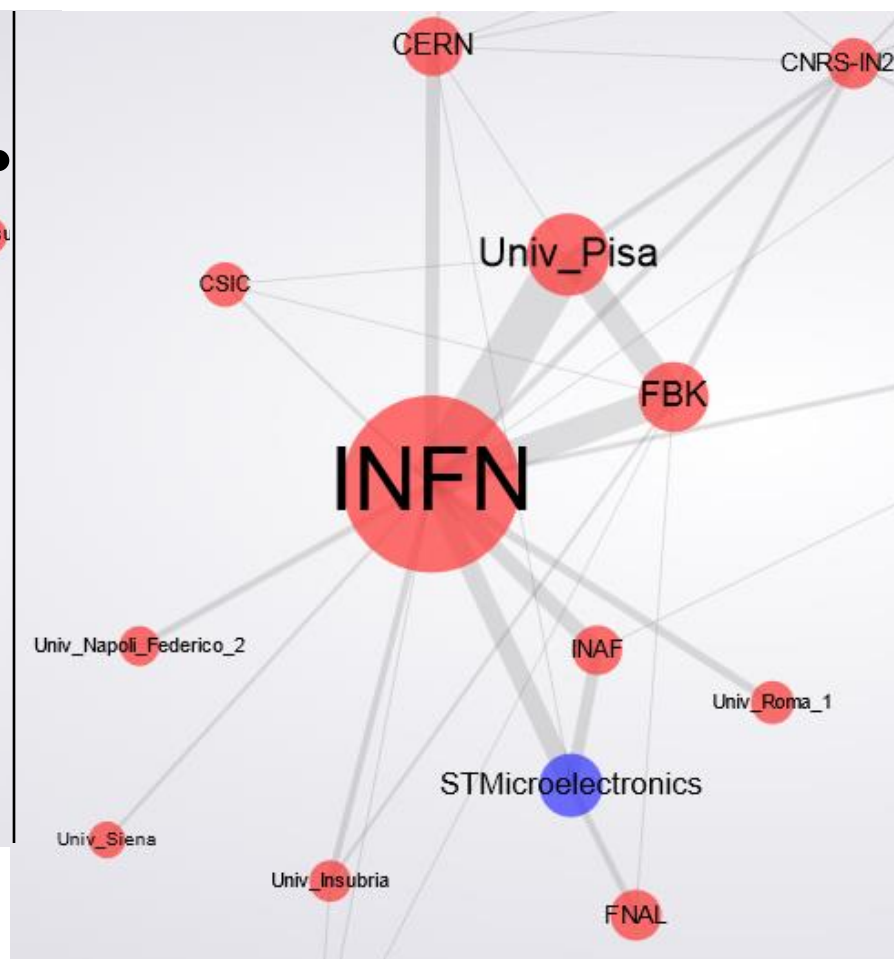 CERN
CNRS-IN2
Univ_Pisa
CSIC
FBK
INFN
Univ_Napoli_Federico_2
INAF
Univ_Roma_1
STMicroelectronics
Univ_Siena
Univ_Insubria
FNAL